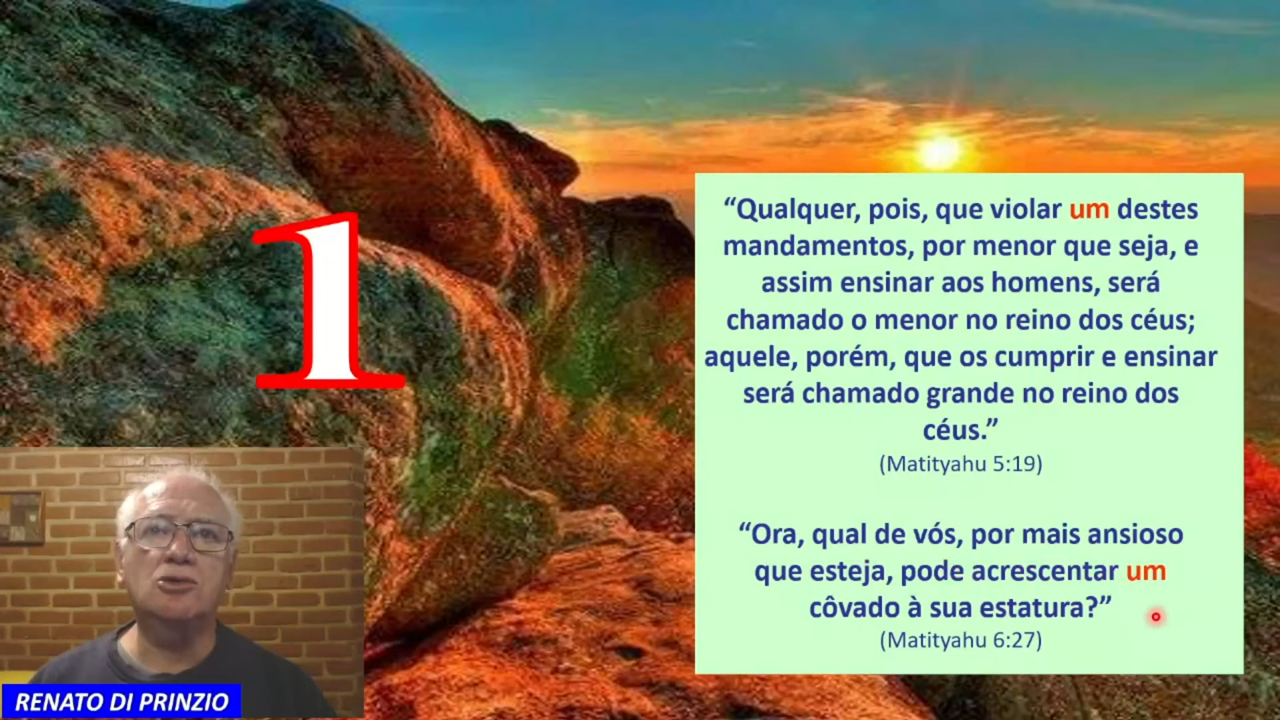 1
“Qualquer, pois, que violar um destes
mandamentos, por menor que seja, e
assim ensinar aos homens, será
chamado o menor no reino dos céus;
aquele, porém, que os cumprir e ensinar
será chamado grande no reino dos
céus.”
(Matityahu 5:19)
“Ora, qual de vós, por mais ansioso
que esteja, pode acrescentar um
côvado à sua estatura?”
(Matityahu 6:27)
RENATO DI PRINZIO